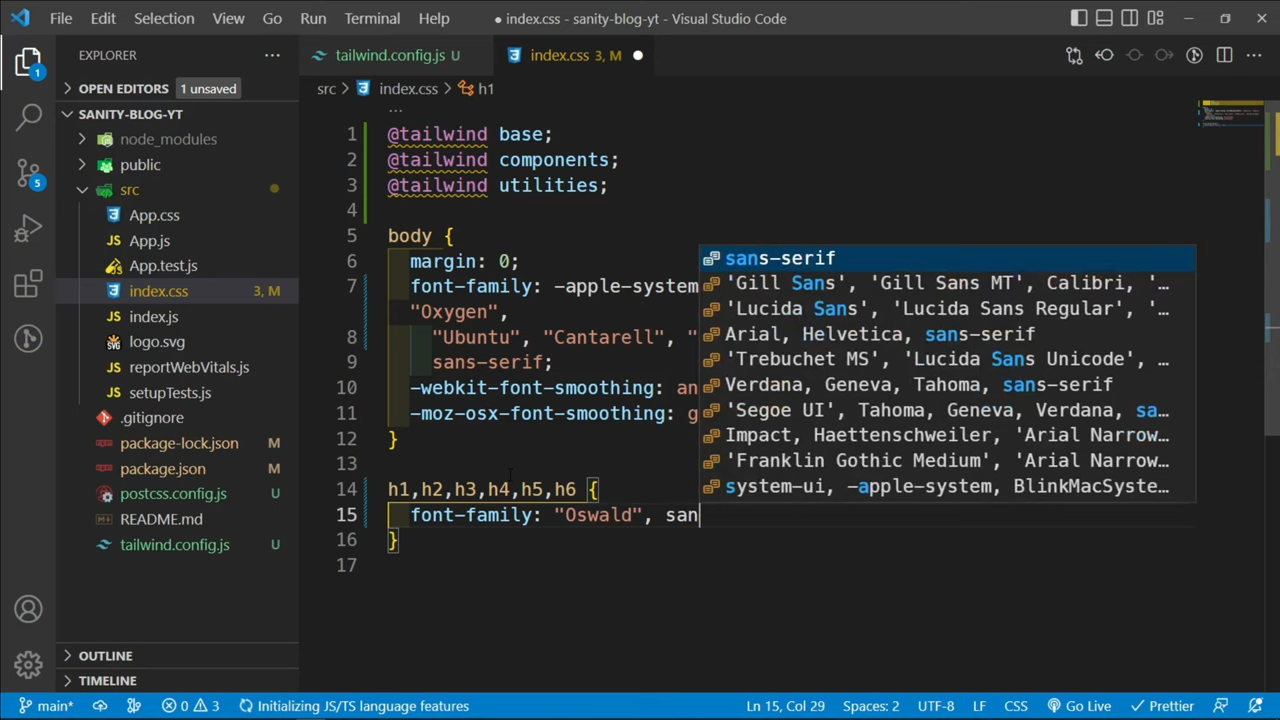 File Edit Selection View Go Run Terminal Help ● index.css - sanity-blog-yt - Visual Studio Code
EXPLORER ...
tailwind.config.js U
index.css 3, M
OPEN EDITORS 1 unsaved
src > index.css > h1
SANITY-BLOG-YT
node_modules
public
src
App.css
App.js
App.test.js
index.css 3, M
index.js
logo.svg
reportWebVitals.js
setupTests.js
.gitignore
package-lock.json M
package.json M
postcss.config.js U
README.md
tailwind.config.js U
OUTLINE
TIMELINE
1
5
...
1 @tailwind base;
2 @tailwind components;
3 @tailwind utilities;
4
5 body {
6 margin: 0;
7 font-family: -apple-system
"Oxygen",
8 "Ubuntu", "Cantarell", "
9 sans-serif;
10 -webkit-font-smoothing: an
11 -moz-osx-font-smoothing: g
12 }
13
14 h1,h2,h3,h4,h5,h6 {
15 font-family: "Oswald", san
16 }
17
sans-serif
'Gill Sans', 'Gill Sans MT', Calibri, '…
'Lucida Sans', 'Lucida Sans Regular', '…
Arial, Helvetica, sans-serif
'Trebuchet MS', 'Lucida Sans Unicode', …
Verdana, Geneva, Tahoma, sans-serif
'Segoe UI', Tahoma, Geneva, Verdana, sa…
Impact, Haettenschweiler, 'Arial Narrow…
'Franklin Gothic Medium', 'Arial Narrow…
system-ui, -apple-system, BlinkMacSyste…
main* 0 3 Initializing JS/TS language features Ln 15, Col 29 Spaces: 2 UTF-8 LF CSS Go Live Prettier